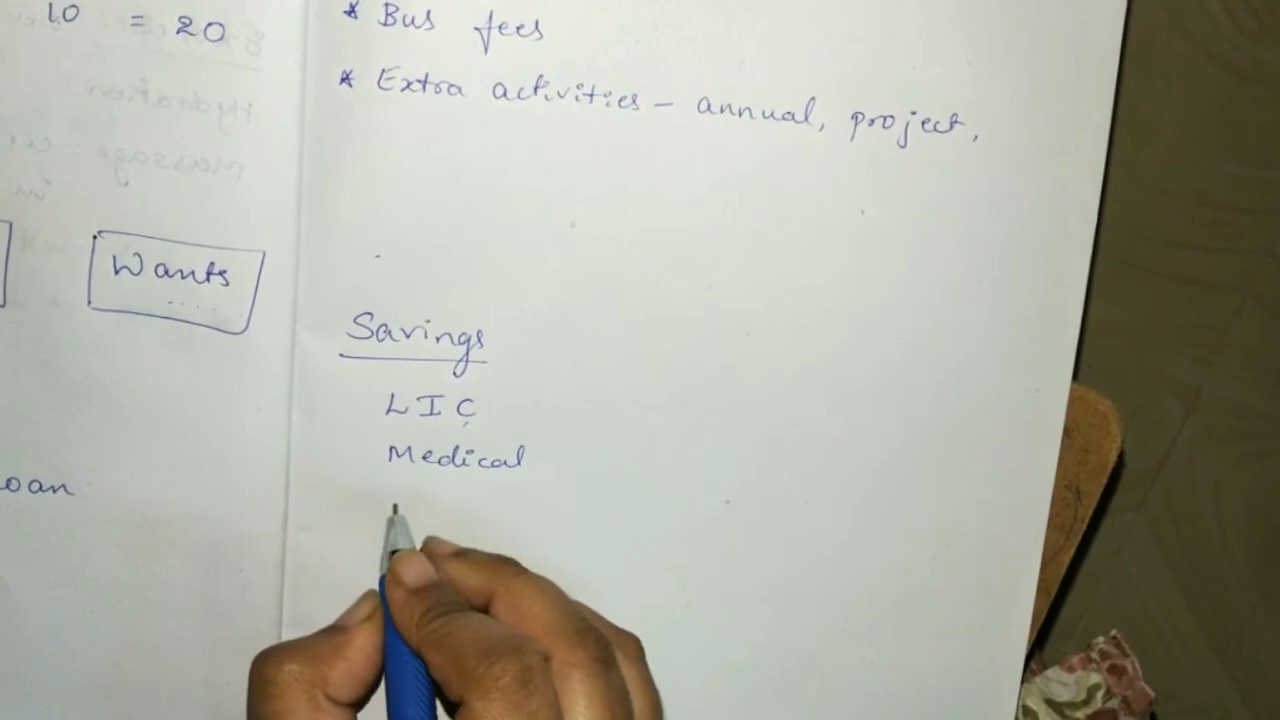 10 = 20
Wants
oan
* Bus fees
* Extra activities - annual, project,
Savings
LIC
Medical